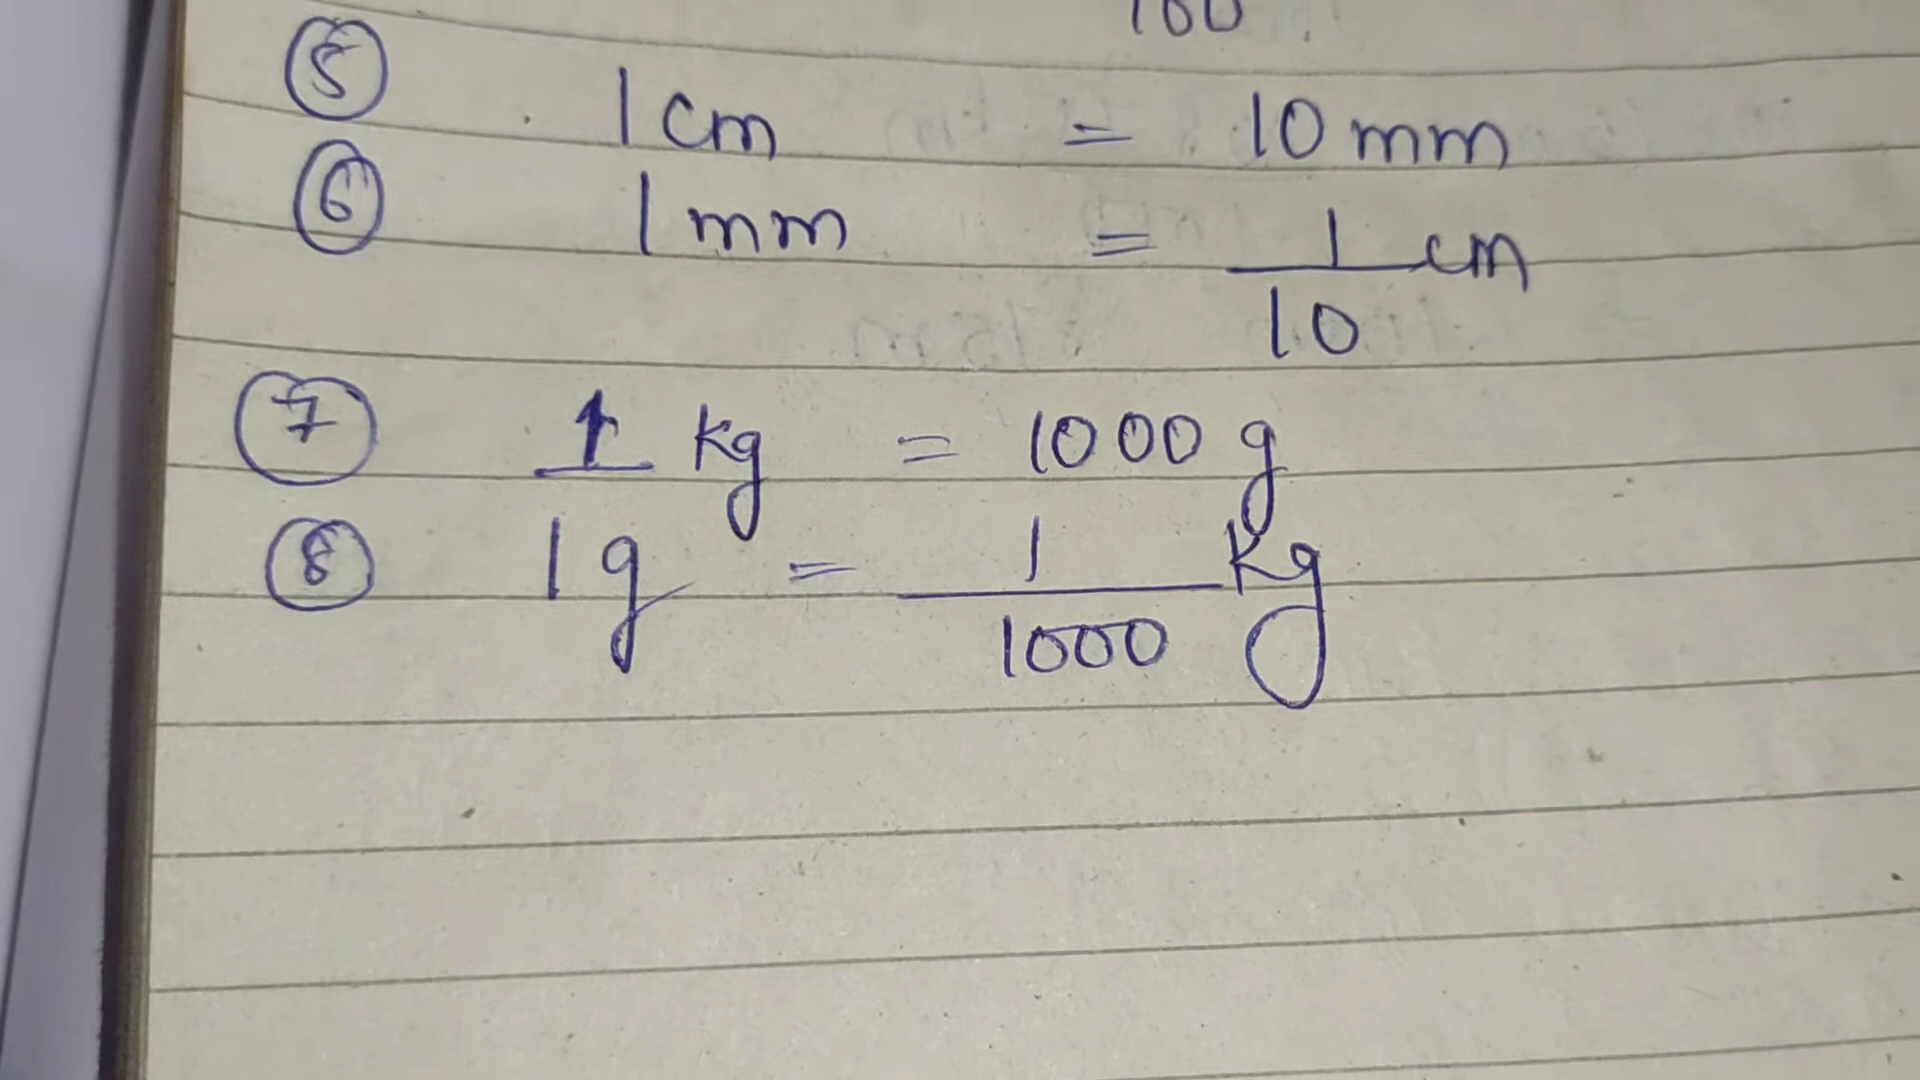 100
⑤ 1 cm = 10 mm
⑥ 1 mm = 1/10 cm
⑦ 1 kg = 1000 g
⑧ 1 g = 1/1000 kg